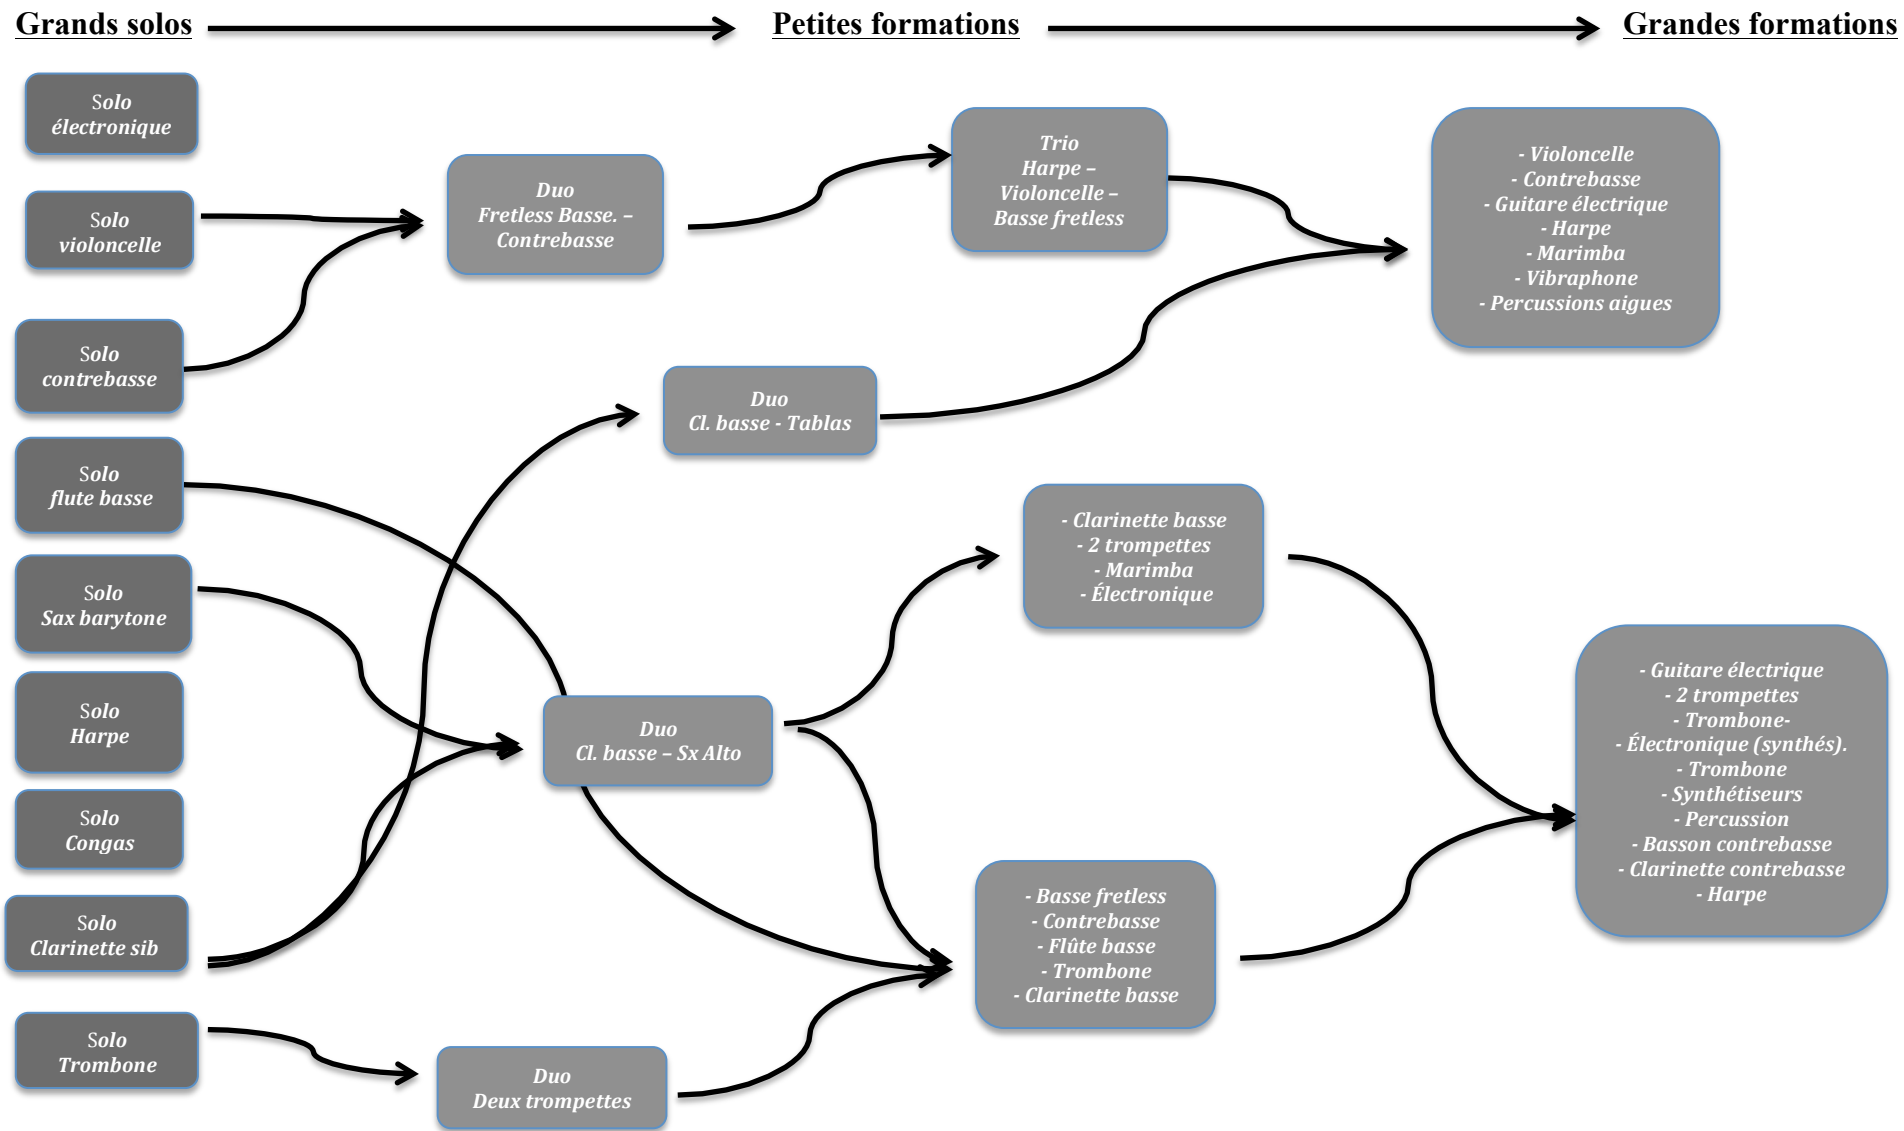 Grands solos
Petites formations
Grandes formations
Solo
électronique
Solo
violoncelle
Solo
contrebasse
Solo
flute basse
Solo
Sax barytone
Solo
Harpe
Solo
Congas
Solo
Clarinette sib
Solo
Trombone
Duo
Fretless Basse. –
Contrebasse
Duo
Cl. basse - Tablas
Duo
Cl. basse – Sx Alto
Duo
Deux trompettes
Trio
Harpe –
Violoncelle –
Basse fretless
- Clarinette basse
- 2 trompettes
- Marimba
- Électronique
- Basse fretless
- Contrebasse
- Flûte basse
- Trombone
- Clarinette basse
- Violoncelle
- Contrebasse
- Guitare électrique
- Harpe
- Marimba
- Vibraphone
- Percussions aigues
- Guitare électrique
- 2 trompettes
- Trombone-
- Électronique (synthés).
- Trombone
- Synthétiseurs
- Percussion
- Basson contrebasse
- Clarinette contrebasse
- Harpe